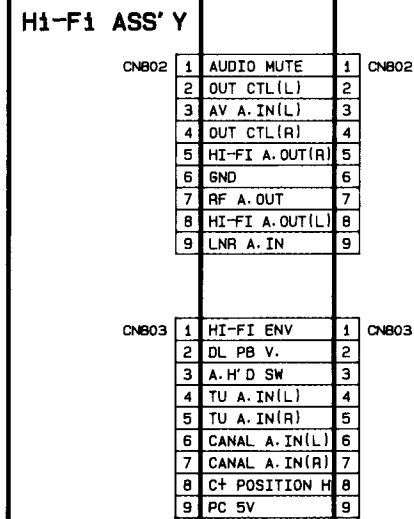 Hi-Fi ASS'Y
CN802 1 AUDIO MUTE 1 CN802
2 OUT CTL(L) 2
3 AV A.IN(L) 3
4 OUT CTL(R) 4
5 HI-FI A.OUT(R) 5
6 GND 6
7 RF A.OUT 7
8 HI-FI A.OUT(L) 8
9 LNR A.IN 9
CN803 1 HI-FI ENV 1 CN803
2 DL PB V. 2
3 A.H'D SW 3
4 TU A.IN(L) 4
5 TU A.IN(R) 5
6 CANAL A.IN(L) 6
7 CANAL A.IN(R) 7
8 C+ POSITION H 8
9 PC 5V 9